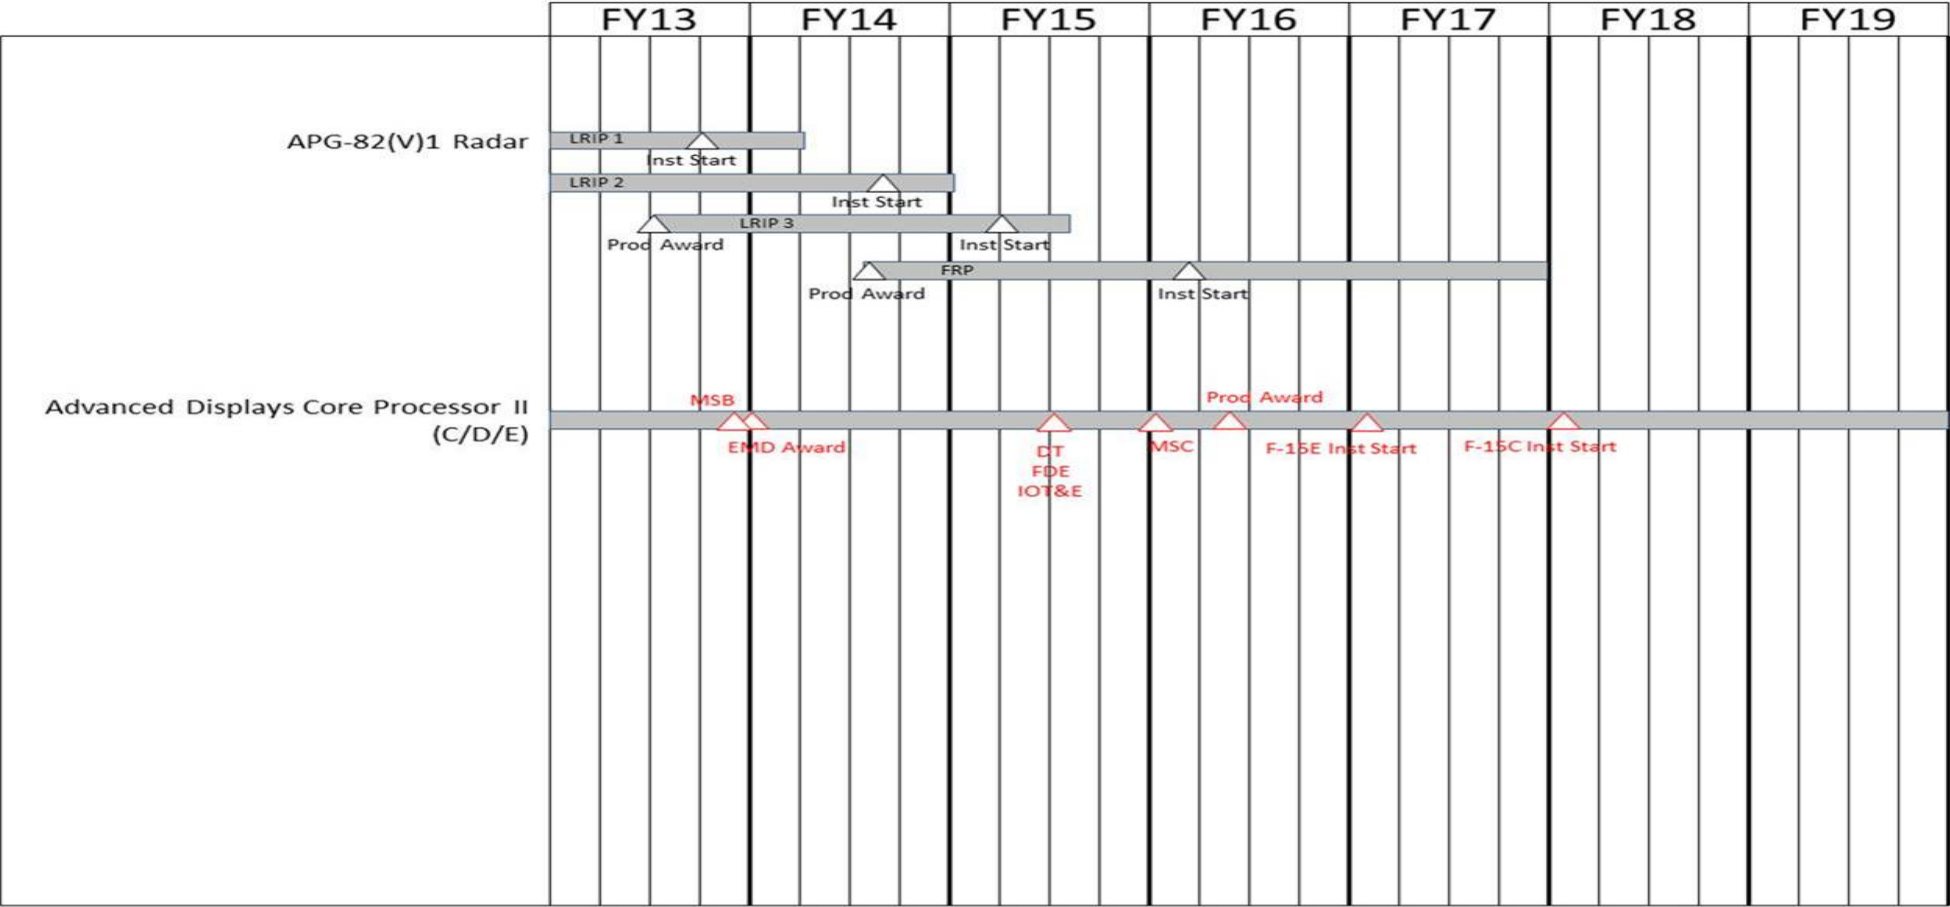 FY13 FY14 FY15 FY16 FY17 FY18 FY19
APG-82(V)1 Radar
LRIP 1
Inst Start
LRIP 2
Inst Start
LRIP 3
Prod Award
Inst Start
FRP
Prod Award
Inst Start
Advanced Displays Core Processor II
(C/D/E)
MSB
Prod Award
EMD Award
DT
FDE
IOT&E
MSC
F-15E Inst Start
F-15C Inst Start